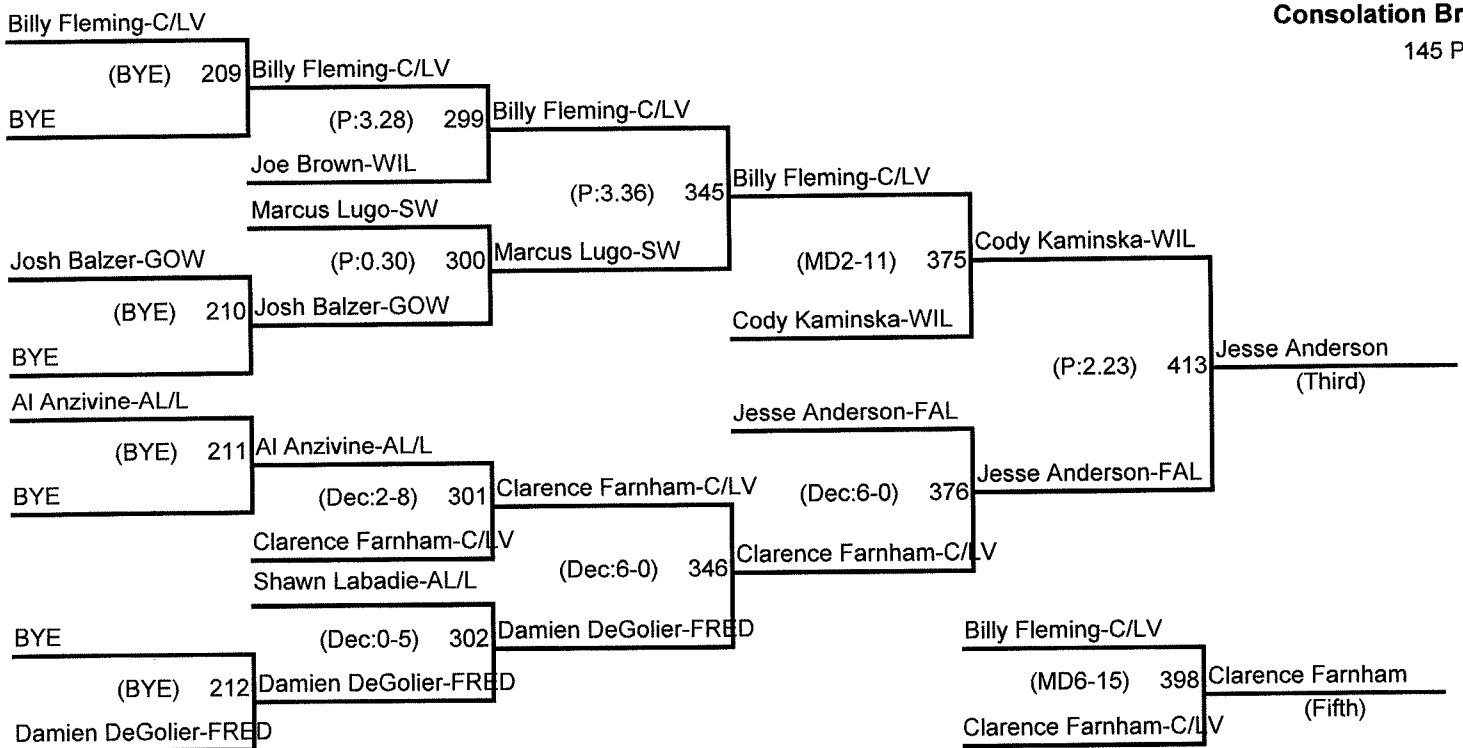 Consolation Br
145 P
Billy Fleming-C/LV
(BYE) 209
BYE
Billy Fleming-C/LV
(P:3.28) 299
Joe Brown-WIL
Billy Fleming-C/LV
(P:3.36) 345
Marcus Lugo-SW
(P:0.30) 300
Marcus Lugo-SW
Josh Balzer-GOW
(BYE) 210
Josh Balzer-GOW
BYE
Billy Fleming-C/LV
(MD2-11) 375
Cody Kaminska-WIL
Cody Kaminska-WIL
(P:2.23) 413
Jesse Anderson
(Third)
Al Anzivine-AL/L
(BYE) 211
BYE
Al Anzivine-AL/L
(Dec:2-8) 301
Clarence Farnham-C/LV
Clarence Farnham-C/LV
(Dec:6-0) 346
Shawn Labadie-AL/L
(Dec:0-5) 302
Damien DeGolier-FRED
BYE
(BYE) 212
Damien DeGolier-FRED
Damien DeGolier-FRED
Jesse Anderson-FAL
(Dec:6-0) 376
Jesse Anderson-FAL
Clarence Farnham-C/LV
Billy Fleming-C/LV
(MD6-15) 398
Clarence Farnham
(Fifth)
Clarence Farnham-C/LV